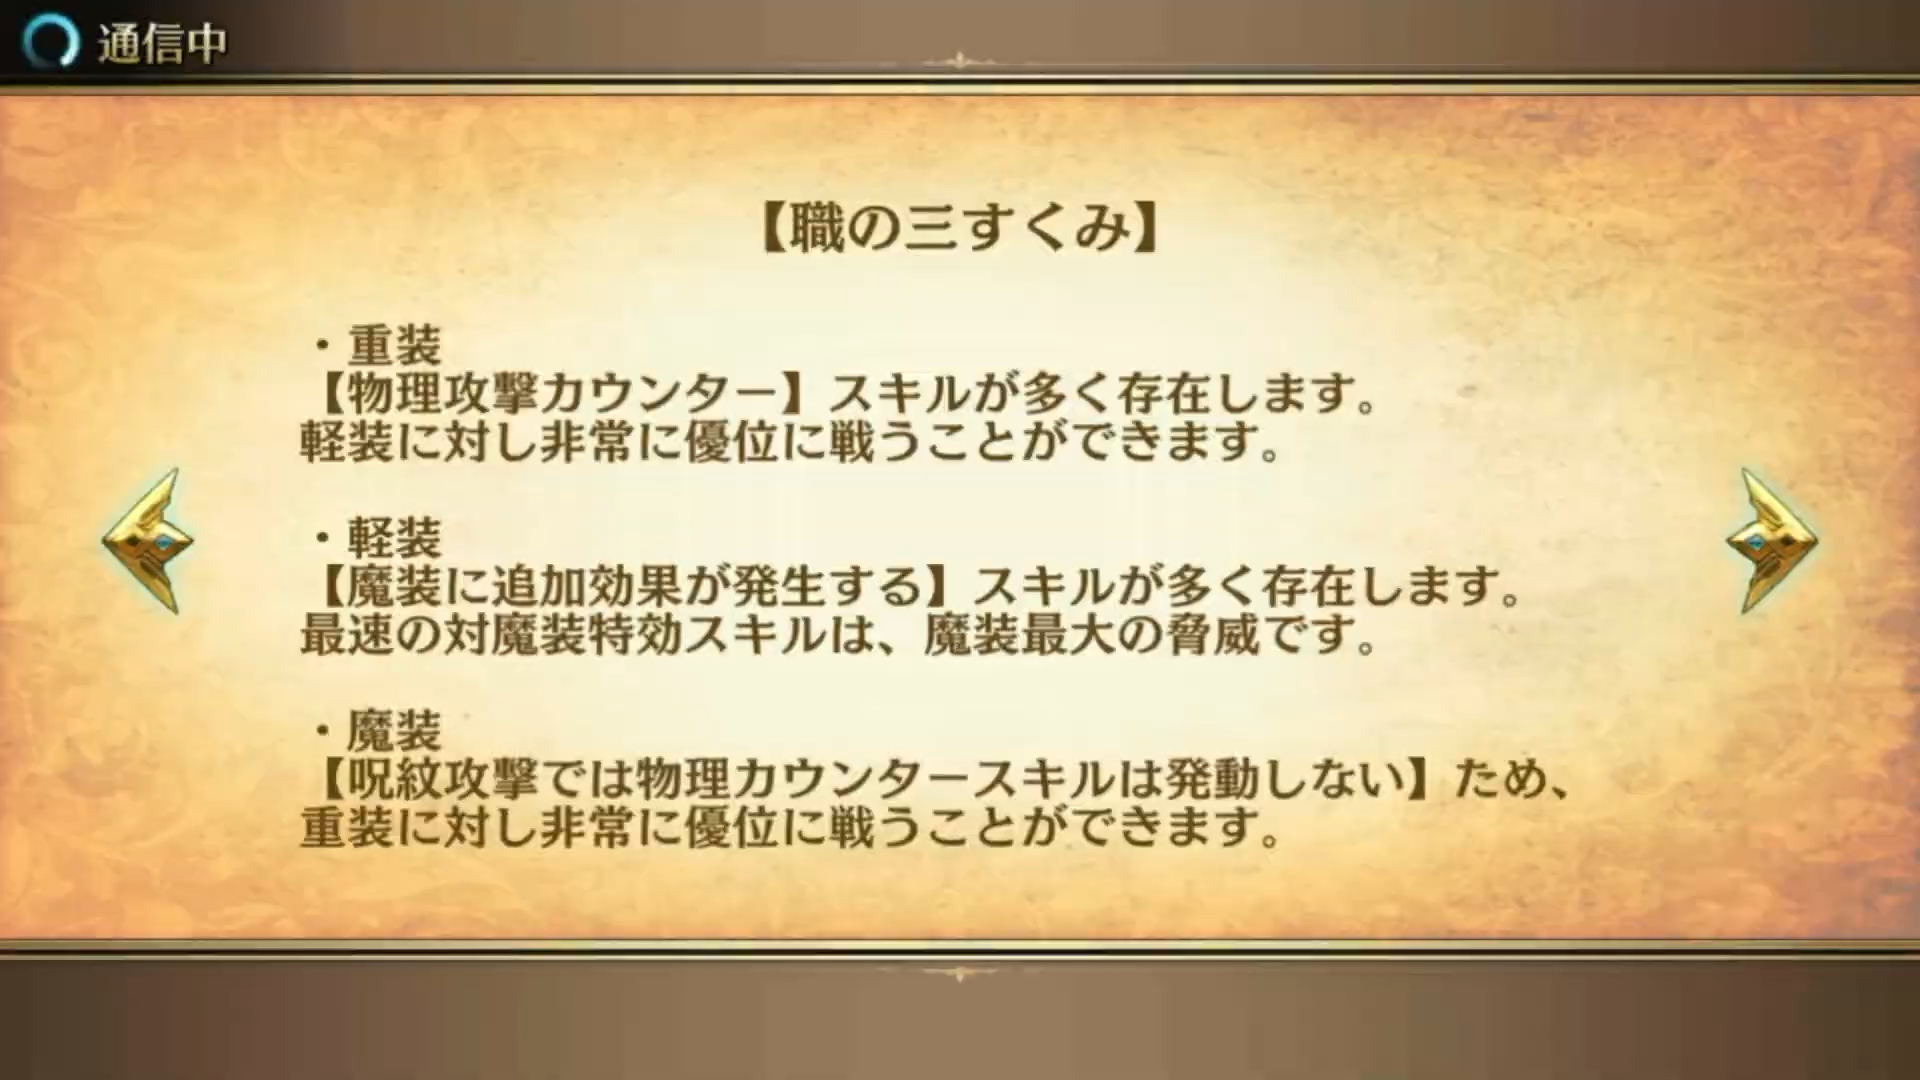 通信中
【職の三すくみ】
・重装
【物理攻撃カウンター】スキルが多く存在します。
軽装に対し非常に優位に戦うことができます。
・軽装
【魔装に追加効果が発生する】スキルが多く存在します。
最速の対魔装特効スキルは、魔装最大の脅威です。
・魔装
【呪紋攻撃では物理カウンタースキルは発動しない】ため、
重装に対し非常に優位に戦うことができます。